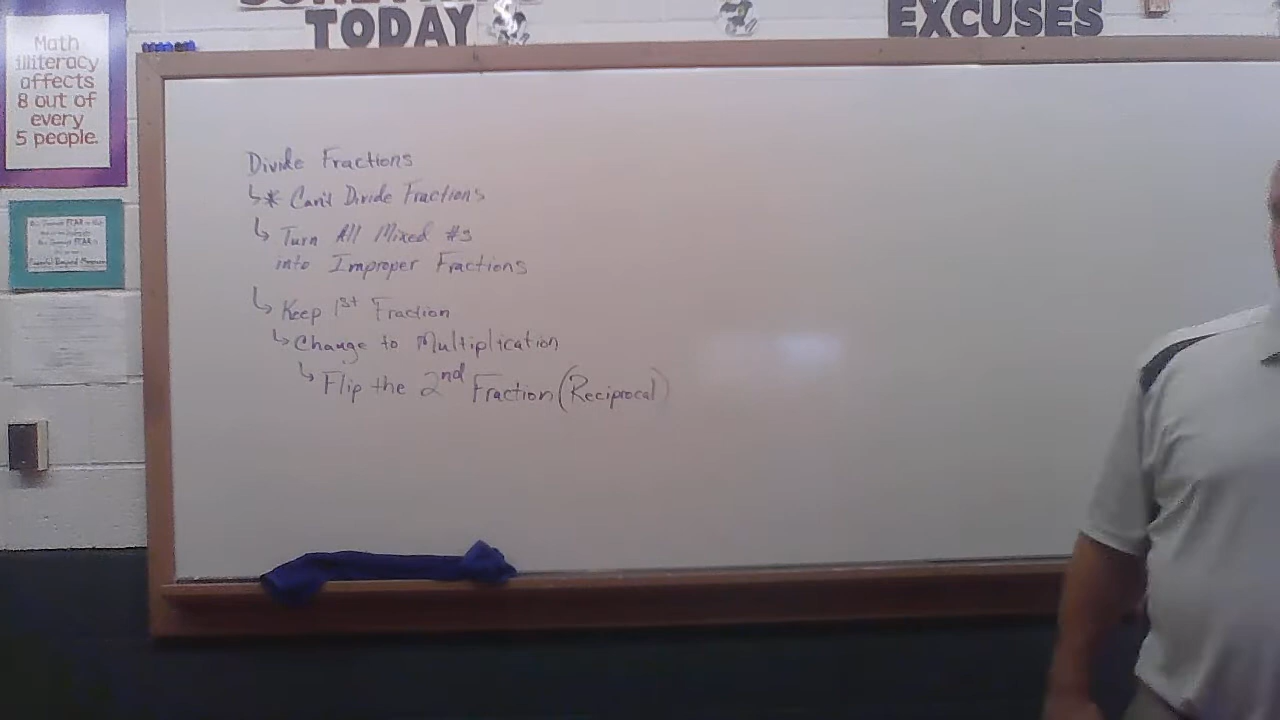 TODAY
EXCUSES
Math
illiteracy
affects
8 out of
every
5 people.
Divide Fractions
↳* Can't Divide Fractions
↳ Turn All Mixed #s
into Improper Fractions
↳ Keep 1st Fraction
↳ Change to Multiplication
↳ Flip the 2nd Fraction (Reciprocal)